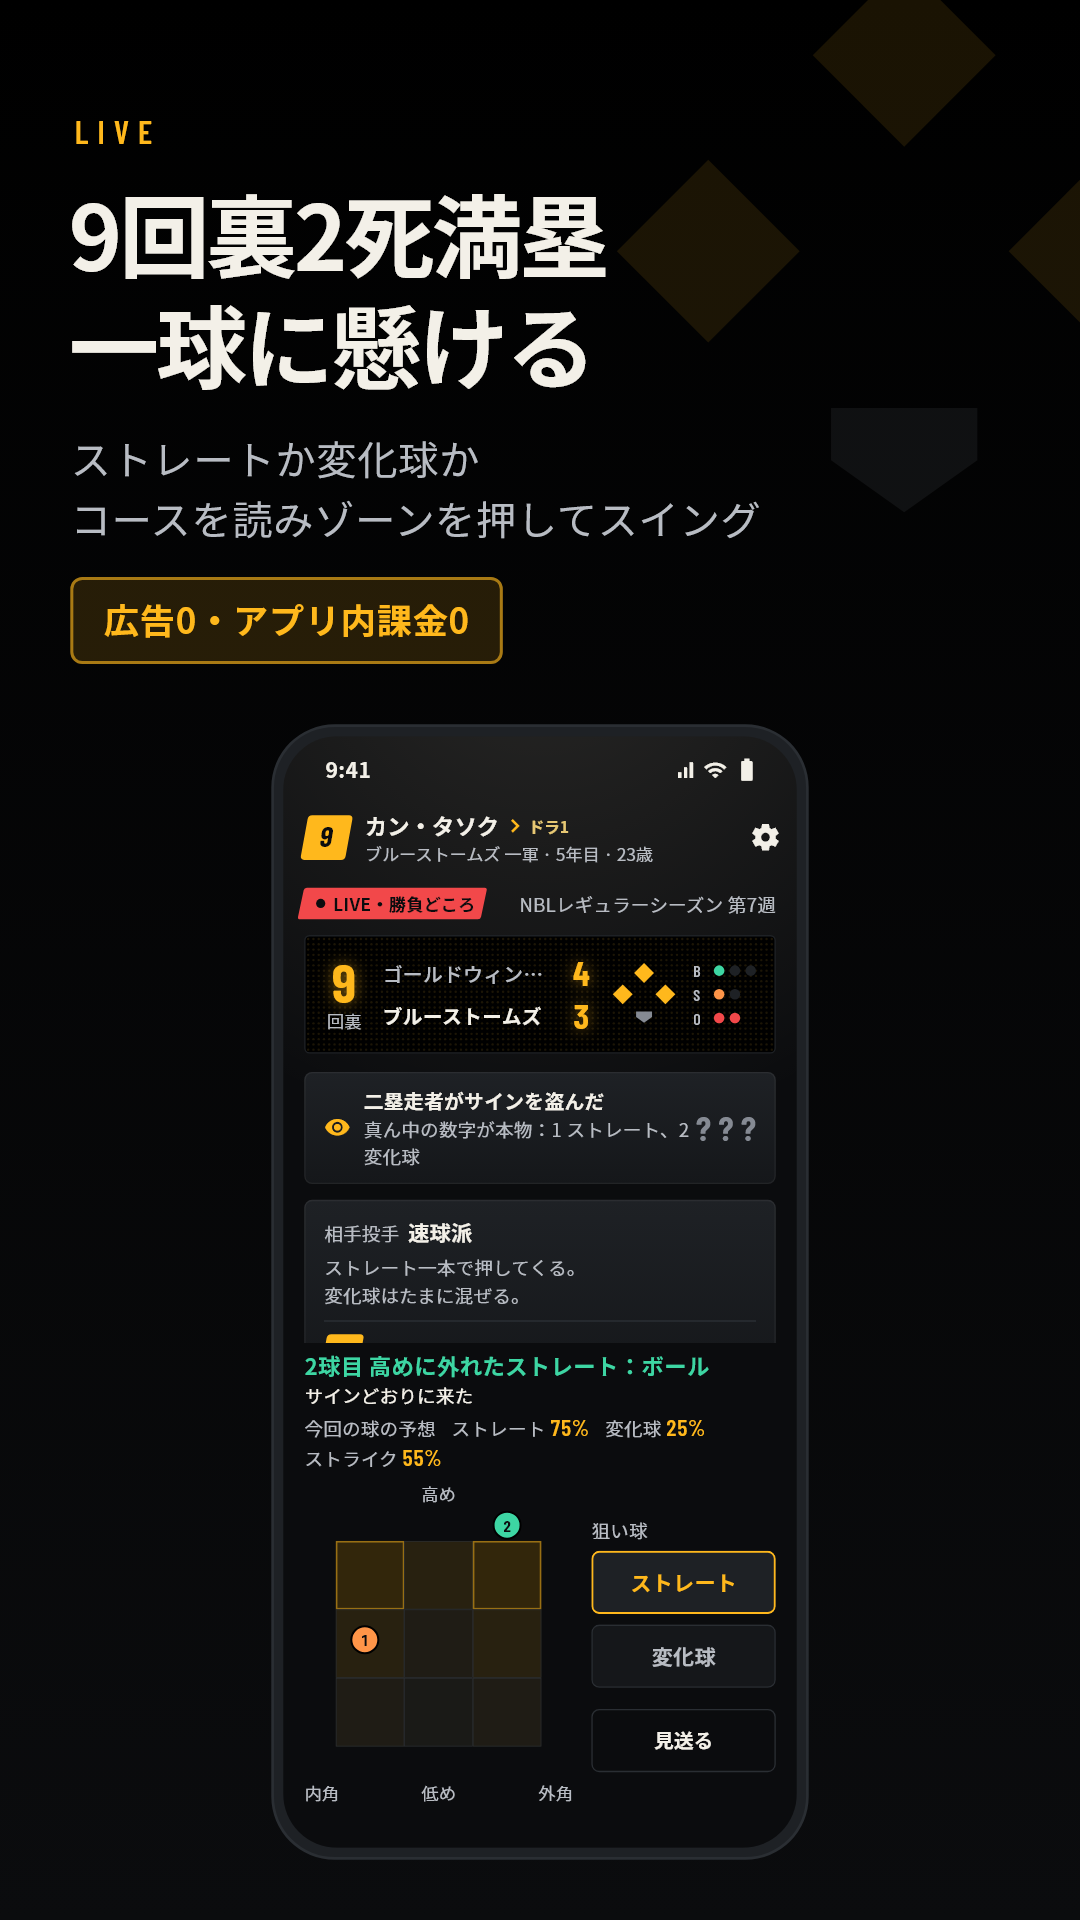 LIVE
9回裏2死満塁
一球に懸ける
ストレートか変化球か
コースを読みゾーンを押してスイング
広告0・アプリ内課金0
9:41
9
カン・タソク > ドラ1
ブルーストームズ 一軍 · 5年目 · 23歳
LIVE・勝負どころ
NBLレギュラーシーズン 第7週
9
回裏
ゴールドウィン… 4
ブルーストームズ 3
B
S
O
二塁走者がサインを盗んだ
真ん中の数字が本物：1 ストレート、2
変化球
? ? ?
相手投手 速球派
ストレート一本で押してくる。
変化球はたまに混ぜる。
2球目 高めに外れたストレート：ボール
サインどおりに来た
今回の球の予想 ストレート 75% 変化球 25%
ストライク 55%
高め
2
1
内角 低め 外角
狙い球
ストレート
変化球
見送る